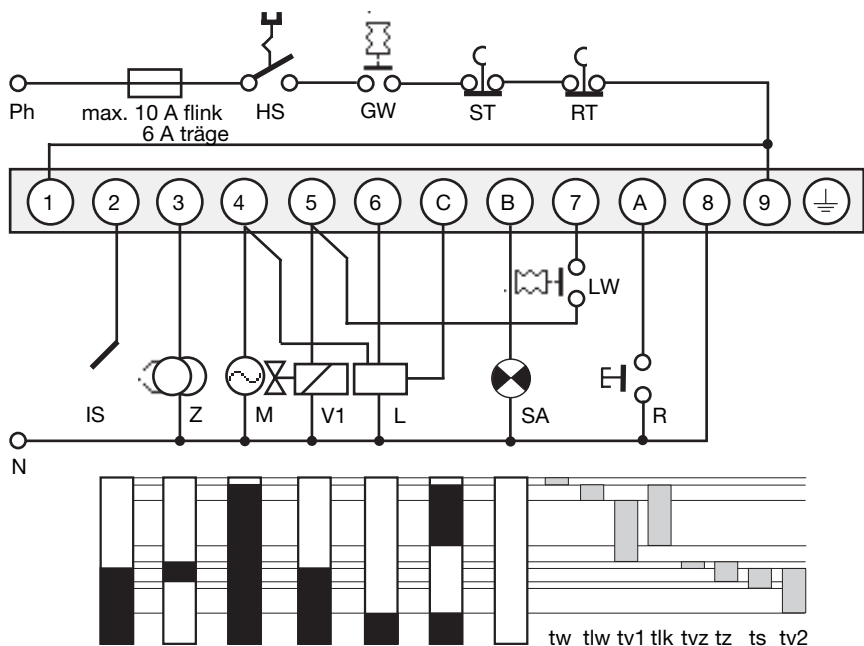 Ph
max. 10 A flink
6 A träge
HS
GW
ST
RT
1 2 3 4 5 6 C B 7 A 8 9
LW
IS Z M V1 L SA R
N
tw tlw tv1 tlk tvz tz ts tv2